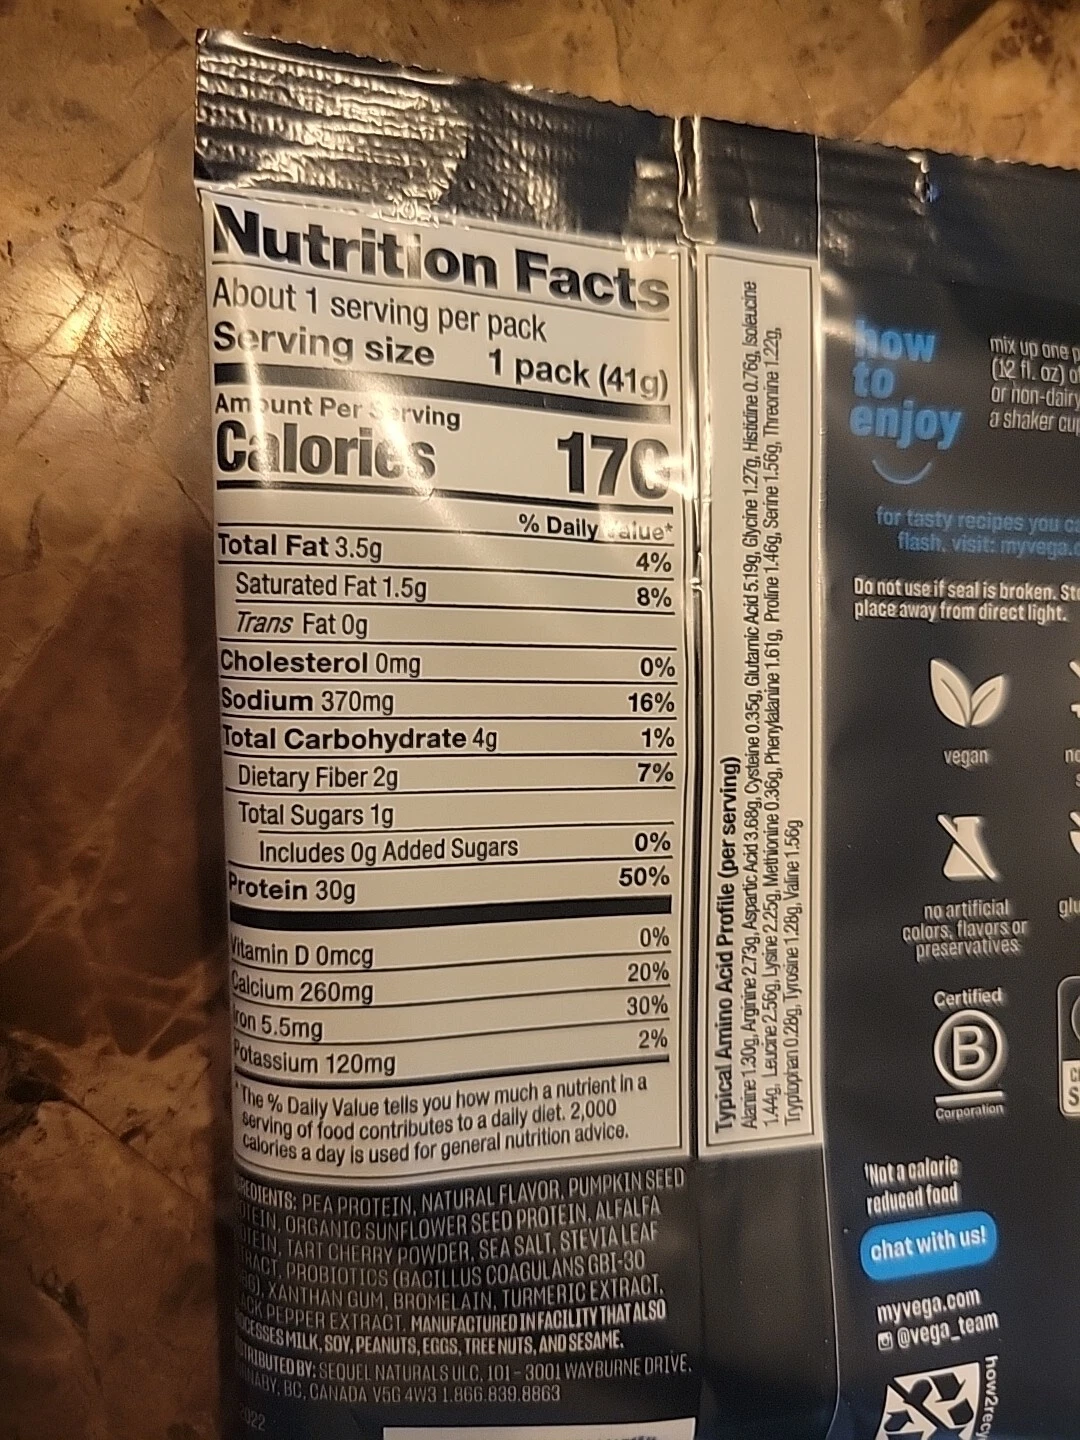 Nutrition Facts
About 1 serving per pack
Serving size 1 pack (41g)
Amount Per Serving
Calories 170
% Daily Value*
Total Fat 3.5g 4%
Saturated Fat 1.5g 8%
Trans Fat 0g
Cholesterol 0mg 0%
Sodium 370mg 16%
Total Carbohydrate 4g 1%
Dietary Fiber 2g 7%
Total Sugars 1g
Includes 0g Added Sugars 0%
Protein 30g 50%
Vitamin D 0mcg 0%
Calcium 260mg 20%
Iron 5.5mg 30%
Potassium 120mg 2%
*The % Daily Value tells you how much a nutrient in a
serving of food contributes to a daily diet. 2,000
calories a day is used for general nutrition advice.
PEA PROTEIN, NATURAL FLAVOR, PUMPKIN SEED
ORGANIC SUNFLOWER SEED PROTEIN, ALFALFA
TART CHERRY POWDER, SEA SALT, STEVIA LEAF
PROBIOTICS (BACILLUS COAGULANS GBI-30
XANTHAN GUM, BROMELAIN, TURMERIC EXTRACT,
PEPPER EXTRACT. MANUFACTURED IN FACILITY THAT ALSO
MILK, SOY, PEANUTS, EGGS, TREE NUTS, AND SESAME.
BY: SEQUEL NATURALS ULC, 101 - 3001 WAYBURNE DRIVE,
BC, CANADA V5G 4W3 1.866.839.8863
Typical Amino Acid Profile (per serving)
Alanine 1.30g, Arginine 2.73g, Aspartic Acid 3.68g, Cysteine 0.35g, Glutamic Acid 5.19g, Glycine 1.27g, Histidine 0.76g, Isoleucine
1.44g, Leucine 2.56g, Lysine 2.25g, Methionine 0.36g, Phenylalanine 1.61g, Proline 1.46g, Serine 1.56g, Threonine 1.22g,
Tryptophan 0.28g, Tyrosine 1.28g, Valine 1.56g
how
to
enjoy
mix up one
(12 fl. oz)
or non-dairy
a shaker
for tasty recipes you
flash, visit:
Do not use if seal is broken.
place away from direct light.
vegan
no artificial
colors, flavors or
preservatives
Certified
B
Corporation
†Not a calorie
reduced food
chat with us!
myvega.com
@vega_team